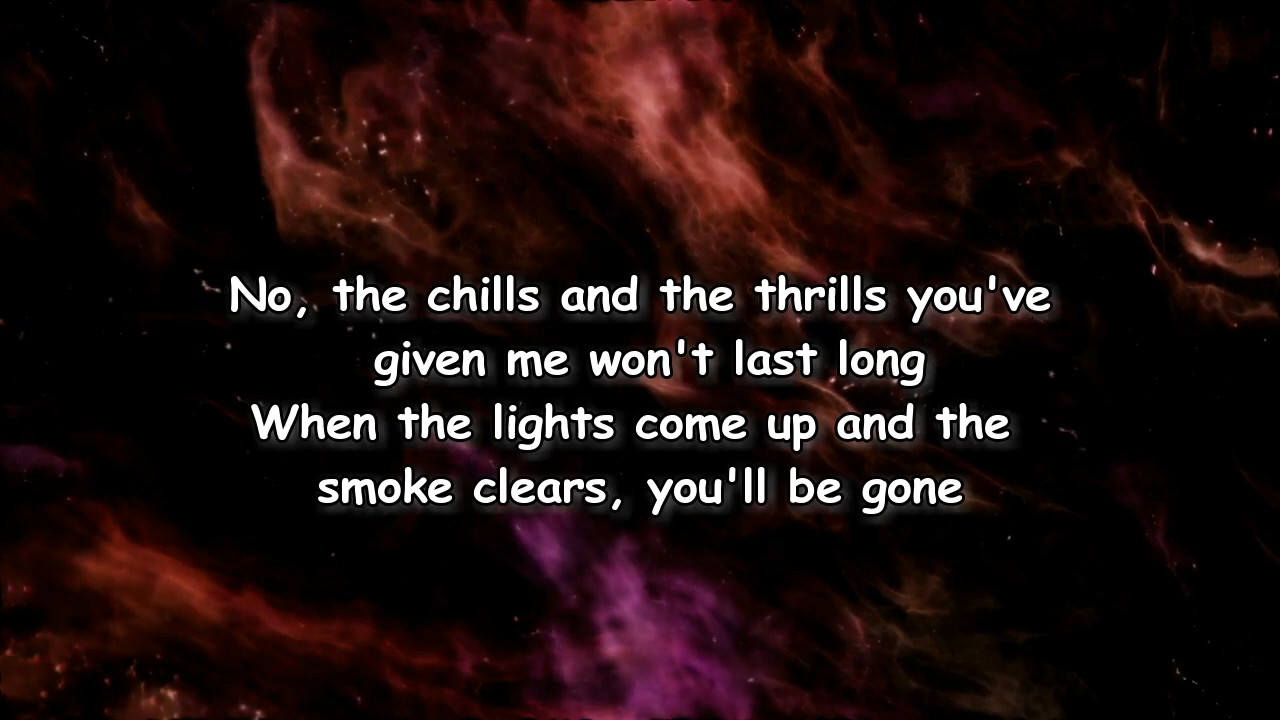 No, the chills and the thrills you've
given me won't last long
When the lights come up and the
smoke clears, you'll be gone